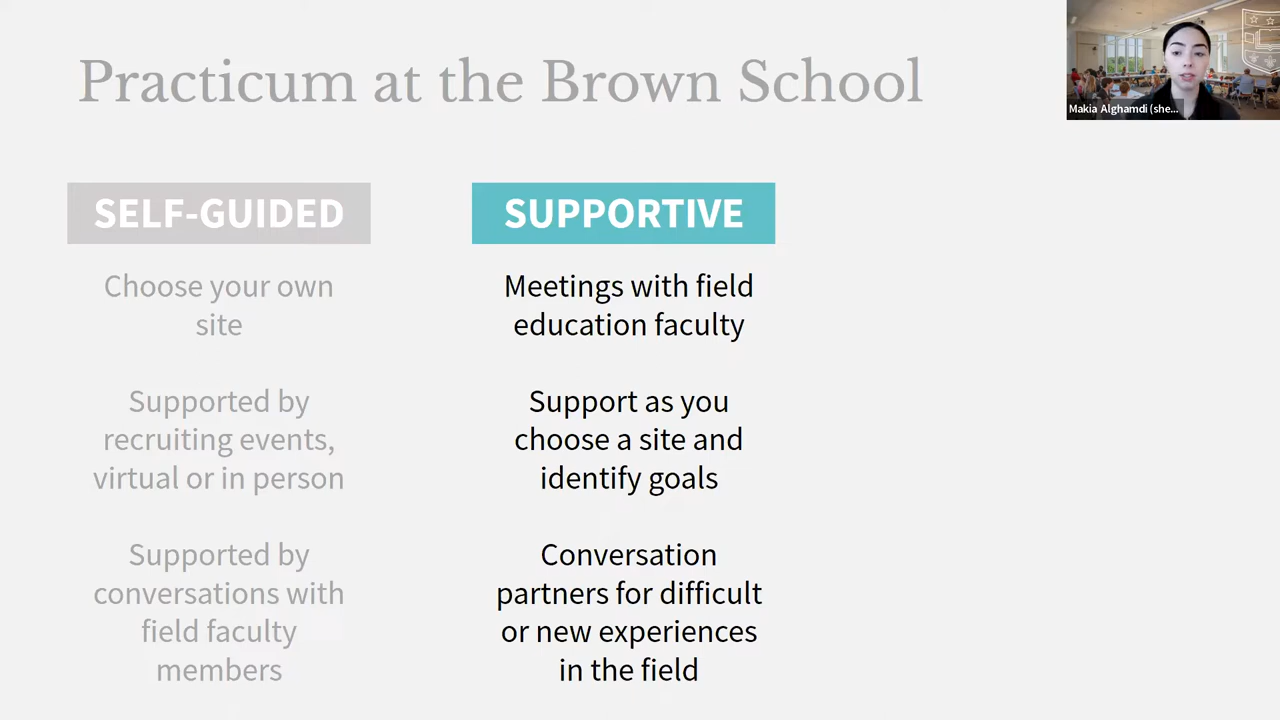 Practicum at the Brown School
Makia Alghamdi (she...
SELF-GUIDED
Choose your own
site
Supported by
recruiting events,
virtual or in person
Supported by
conversations with
field faculty
members
SUPPORTIVE
Meetings with field
education faculty
Support as you
choose a site and
identify goals
Conversation
partners for difficult
or new experiences
in the field